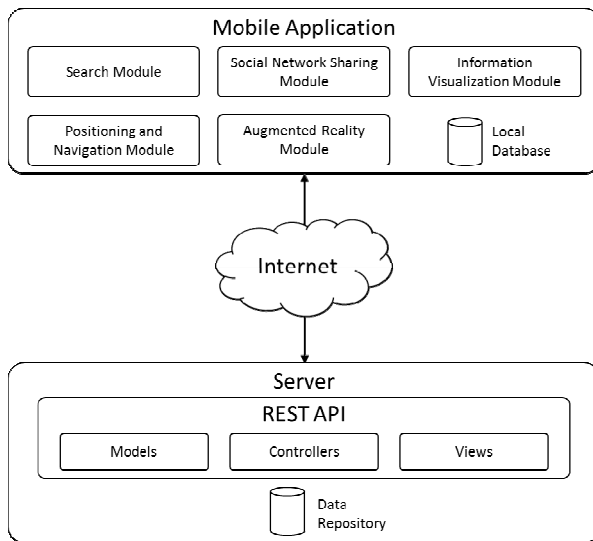 Mobile Application
Search Module
Social Network Sharing
Module
Information
Visualization Module
Positioning and
Navigation Module
Augmented Reality
Module
Local
Database
Internet
Server
REST API
Models
Controllers
Views
Data
Repository